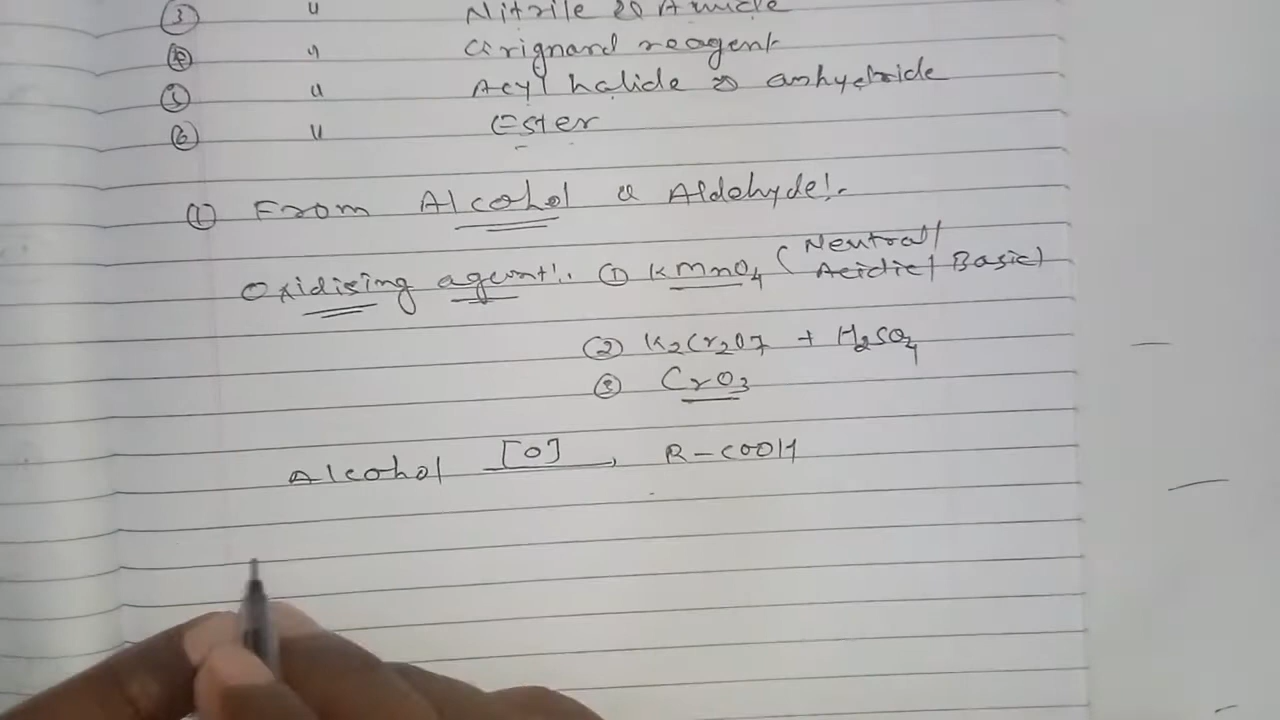 ③ " Nitrile & Amide
④ " Grignard reagent
⑤ " Acyl halide & anhydride
⑥ " Ester
① From Alcohol & Aldehyde:-
Oxidising agent:- ① KMnO4 (Neutral/
Acidic/Basic)
② K2Cr2O7 + H2SO4
③ CrO3
Alcohol [O] R-COOH